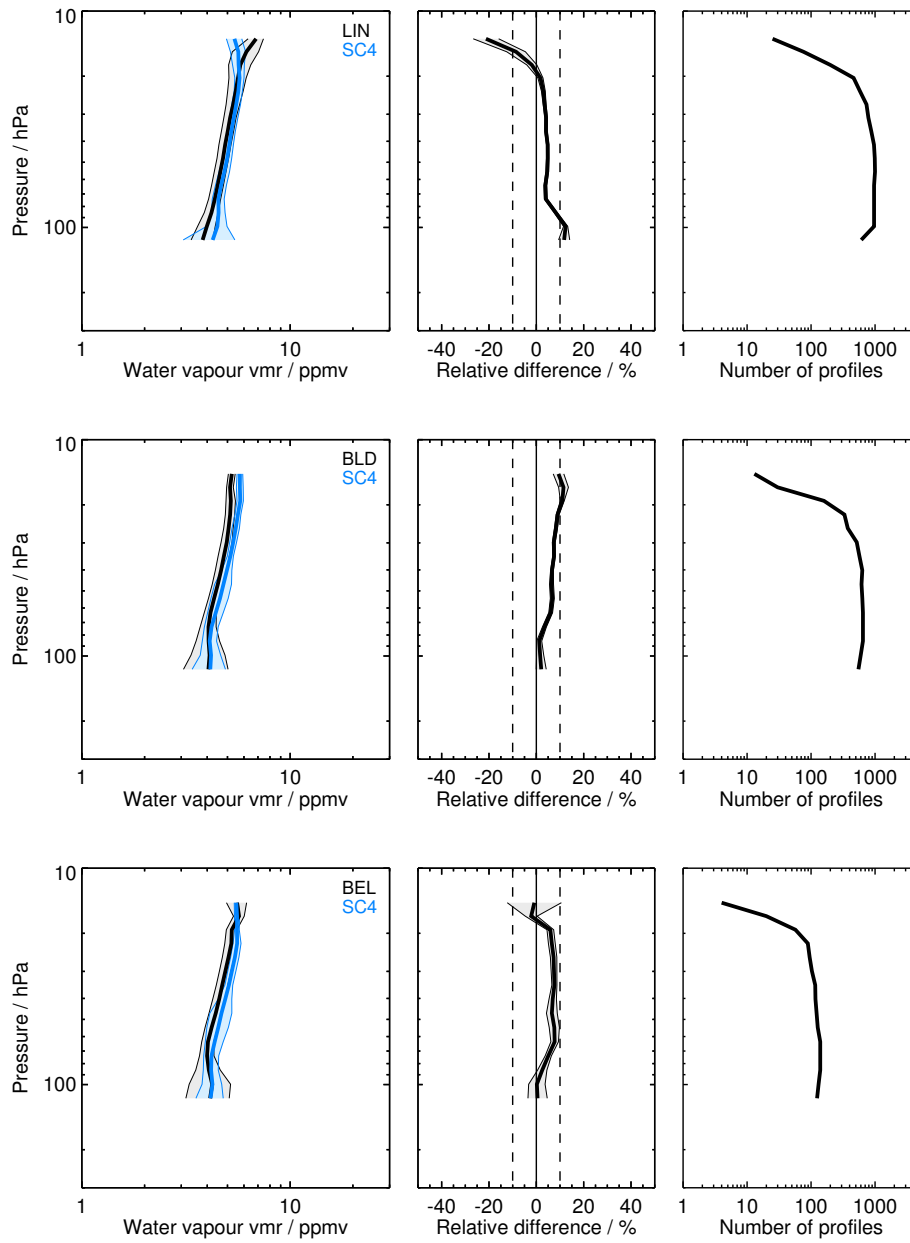 10
LIN
SC4
Pressure / hPa
100
1
10
Water vapour vmr / ppmv
-40
-20
0
20
40
Relative difference / %
1
10
100
1000
Number of profiles
10
BLD
SC4
Pressure / hPa
100
1
10
Water vapour vmr / ppmv
-40
-20
0
20
40
Relative difference / %
1
10
100
1000
Number of profiles
10
BEL
SC4
Pressure / hPa
100
1
10
Water vapour vmr / ppmv
-40
-20
0
20
40
Relative difference / %
1
10
100
1000
Number of profiles